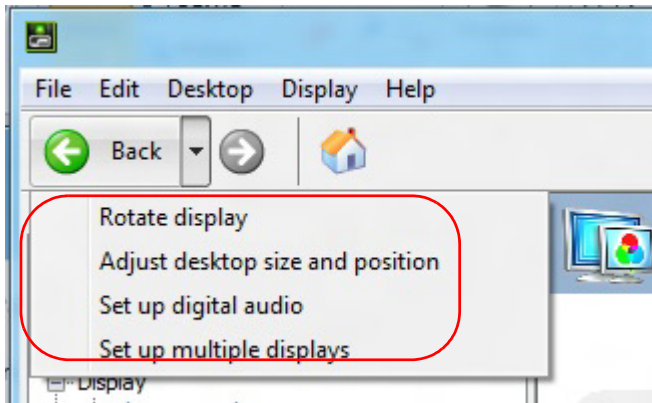 File Edit Desktop Display Help
Back
Rotate display
Adjust desktop size and position
Set up digital audio
Set up multiple displays
Display